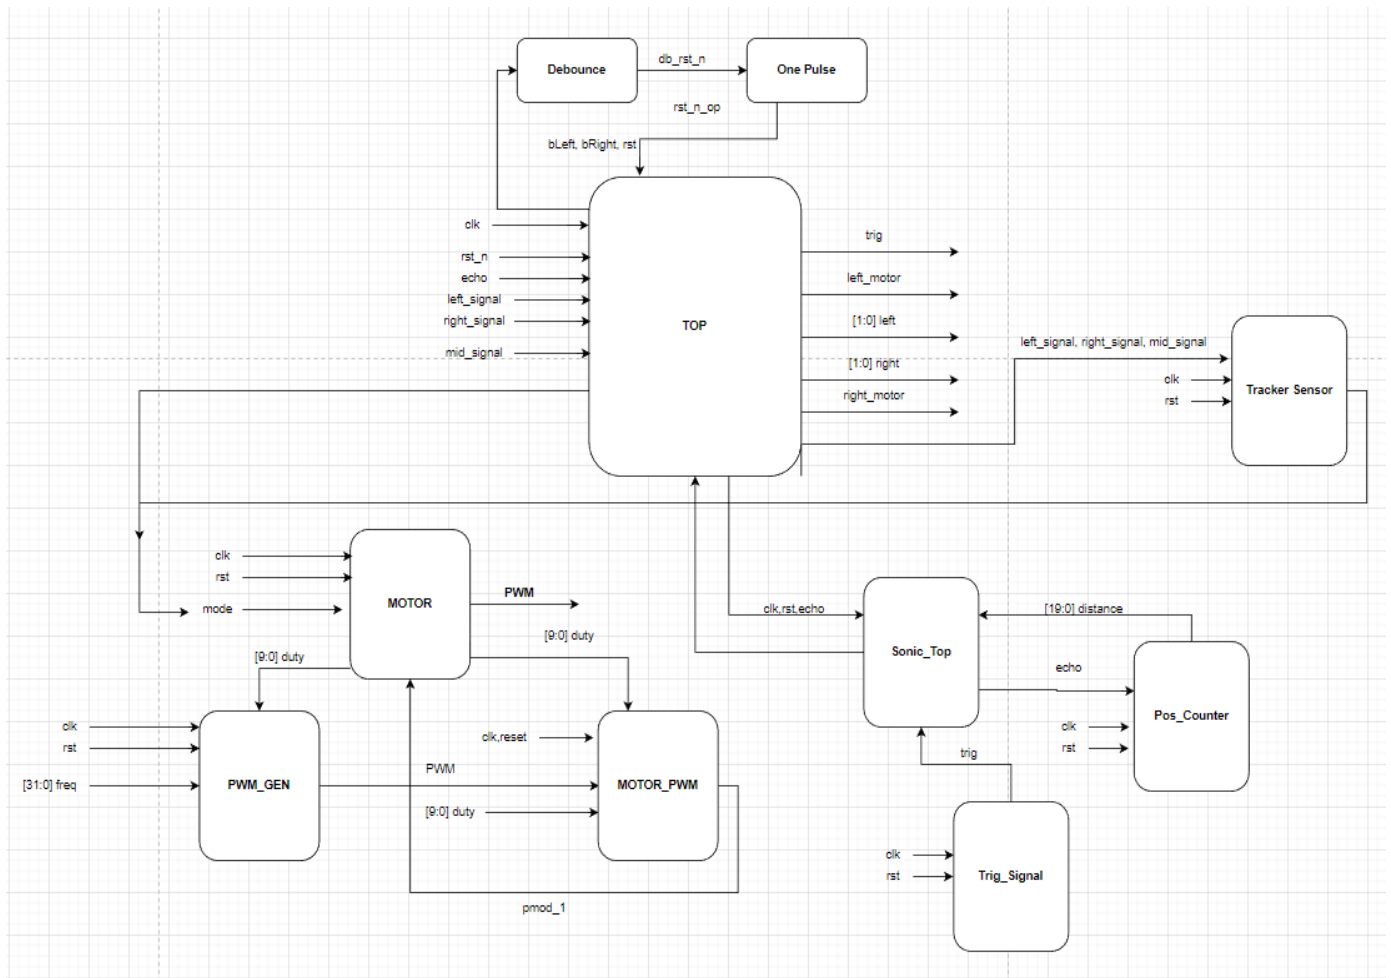 Debounce
db_rst_n
One Pulse
rst_n_op
bLeft, bRight, rst
clk
rst_n
echo
left_signal
right_signal
mid_signal
TOP
trig
left_motor
[1:0] left
[1:0] right
right_motor
left_signal, right_signal, mid_signal
clk
rst
Tracker Sensor
clk
rst
mode
MOTOR
PWM
[9:0] duty
[9:0] duty
clk
rst
[31:0] freq
PWM_GEN
PWM
clk,reset
[9:0] duty
MOTOR_PWM
pmod_1
clk,rst,echo
Sonic_Top
[19:0] distance
echo
clk
rst
Pos_Counter
trig
clk
rst
Trig_Signal